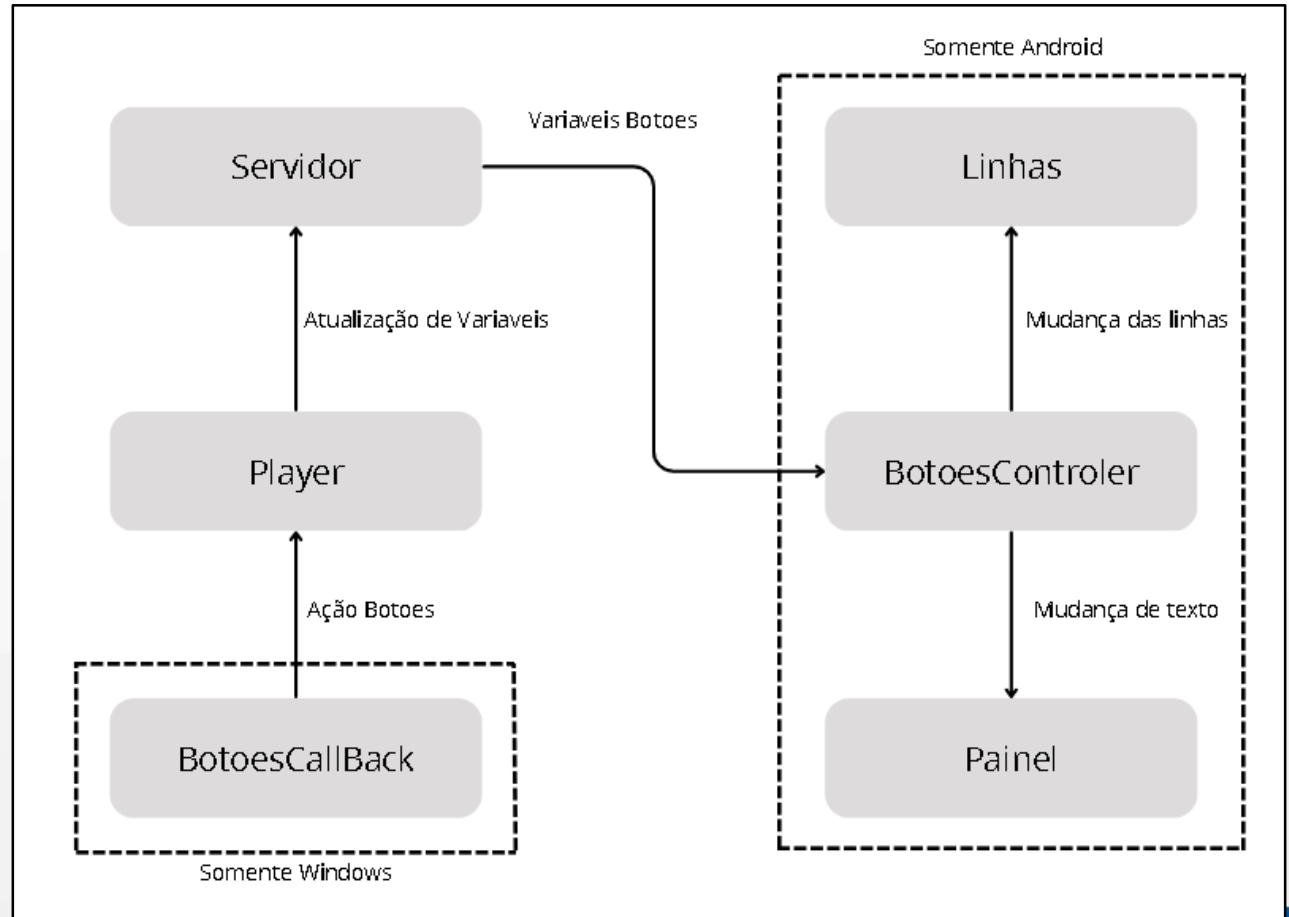 Somente Android
Variaveis Botoes
Servidor
Linhas
Atualização de Variaveis
Mudança das linhas
Player
BotoesControler
Ação Botoes
Mudança de texto
BotoesCallBack
Painel
Somente Windows